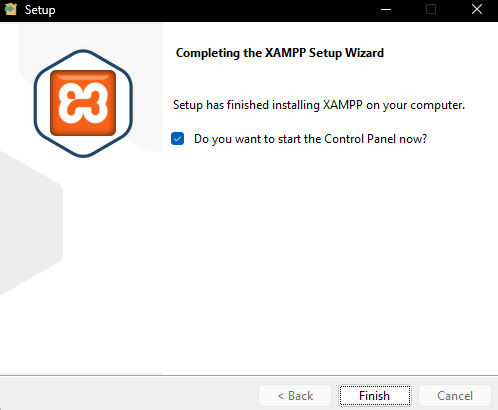 Setup
Completing the XAMPP Setup Wizard
Setup has finished installing XAMPP on your computer.
Do you want to start the Control Panel now?
< Back
Finish
Cancel